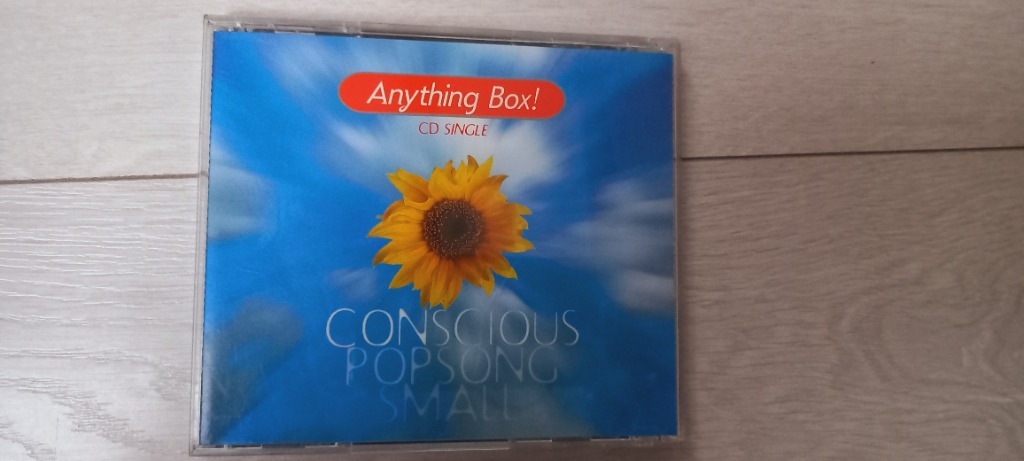 Anything Box!
CD SINGLE
CONSCIOUS
POPSONG
SMALL